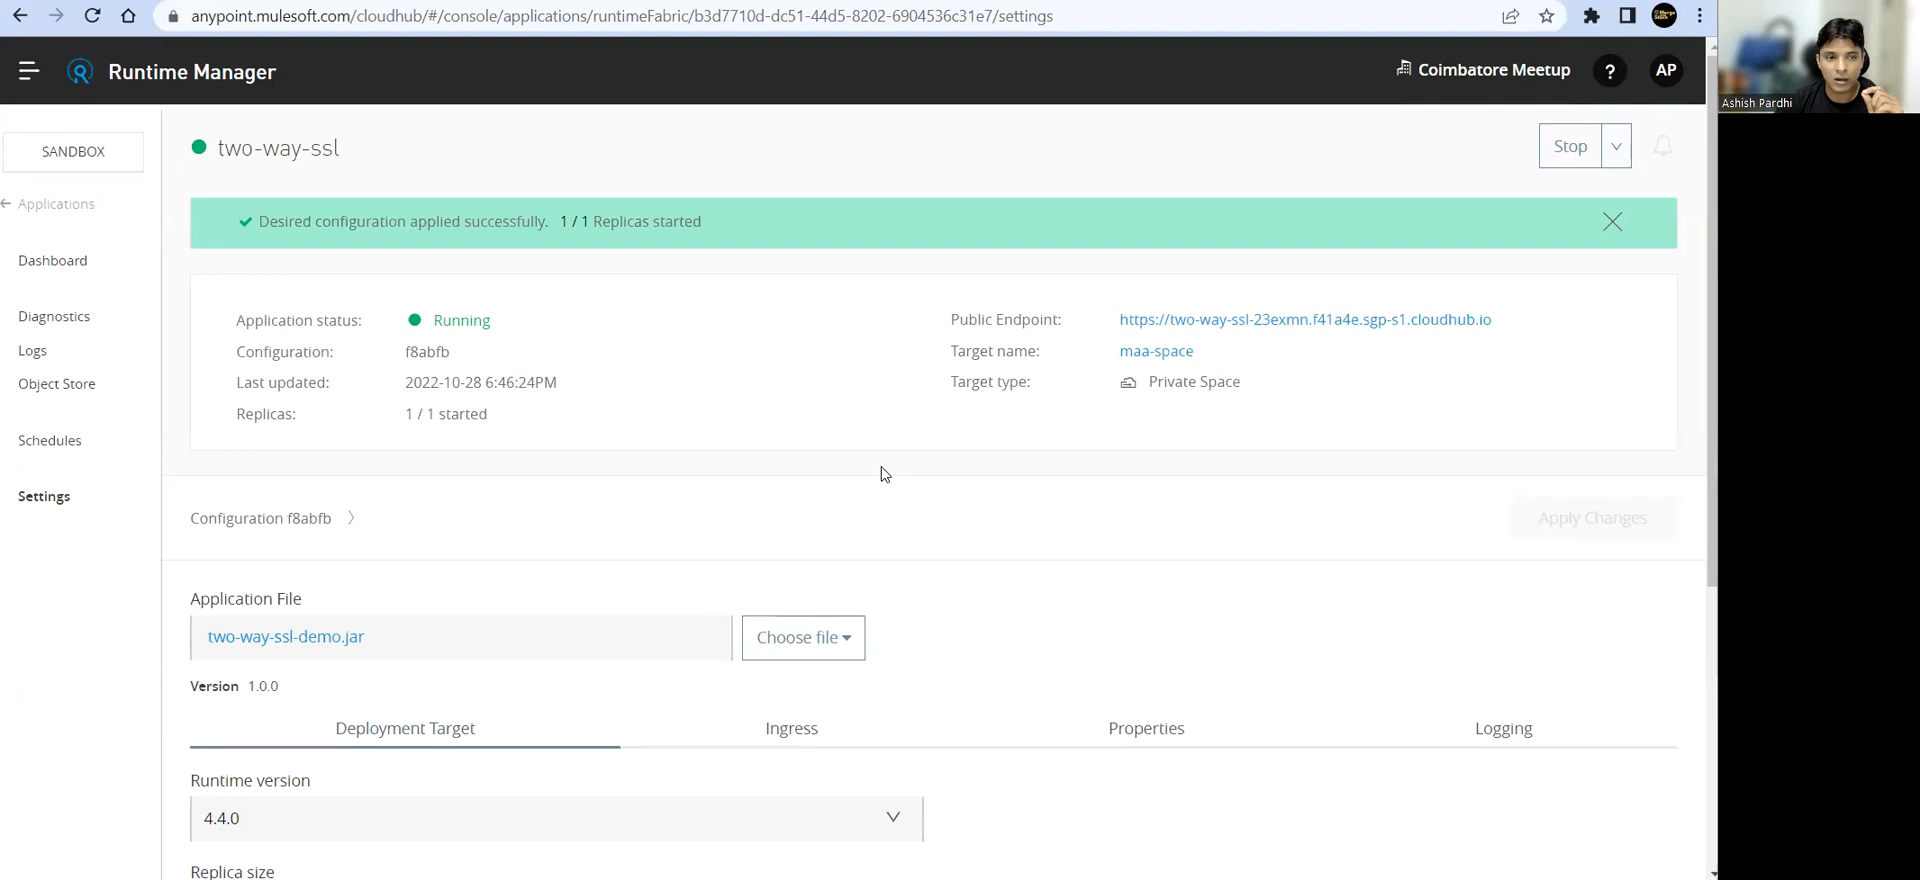 anypoint.mulesoft.com/cloudhub/#/console/applications/runtimeFabric/b3d7710d-dc51-44d5-8202-6904536c31e7/settings
Runtime Manager
Coimbatore Meetup
?
AP
Ashish Pardhi
SANDBOX
two-way-ssl
Stop
Applications
Desired configuration applied successfully. 1 / 1 Replicas started
Dashboard
Diagnostics
Logs
Object Store
Schedules
Settings
Application status: Running
Public Endpoint: https://two-way-ssl-23exmn.f41a4e.sgp-s1.cloudhub.io
Configuration: f8abfb
Target name: maa-space
Last updated: 2022-10-28 6:46:24PM
Target type: Private Space
Replicas: 1 / 1 started
Configuration f8abfb
Apply Changes
Application File
two-way-ssl-demo.jar
Choose file
Version 1.0.0
Deployment Target
Ingress
Properties
Logging
Runtime version
4.4.0
Replica size